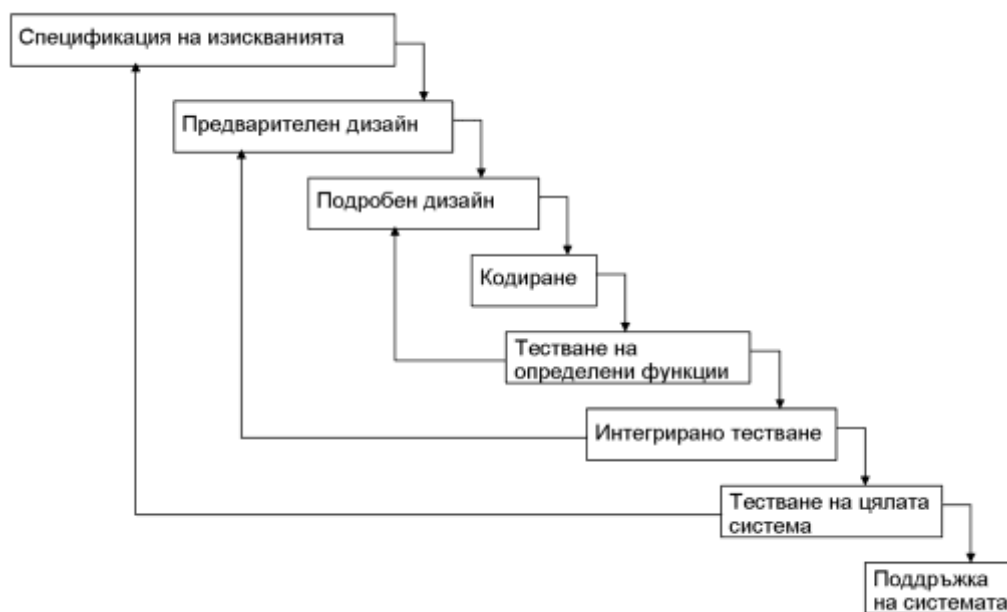 Спецификация на изискванията
Предварителен дизайн
Подробен дизайн
Кодиране
Тестване на
определени функции
Интегрирано тестване
Тестване на цялата
система
Поддръжка
на системата